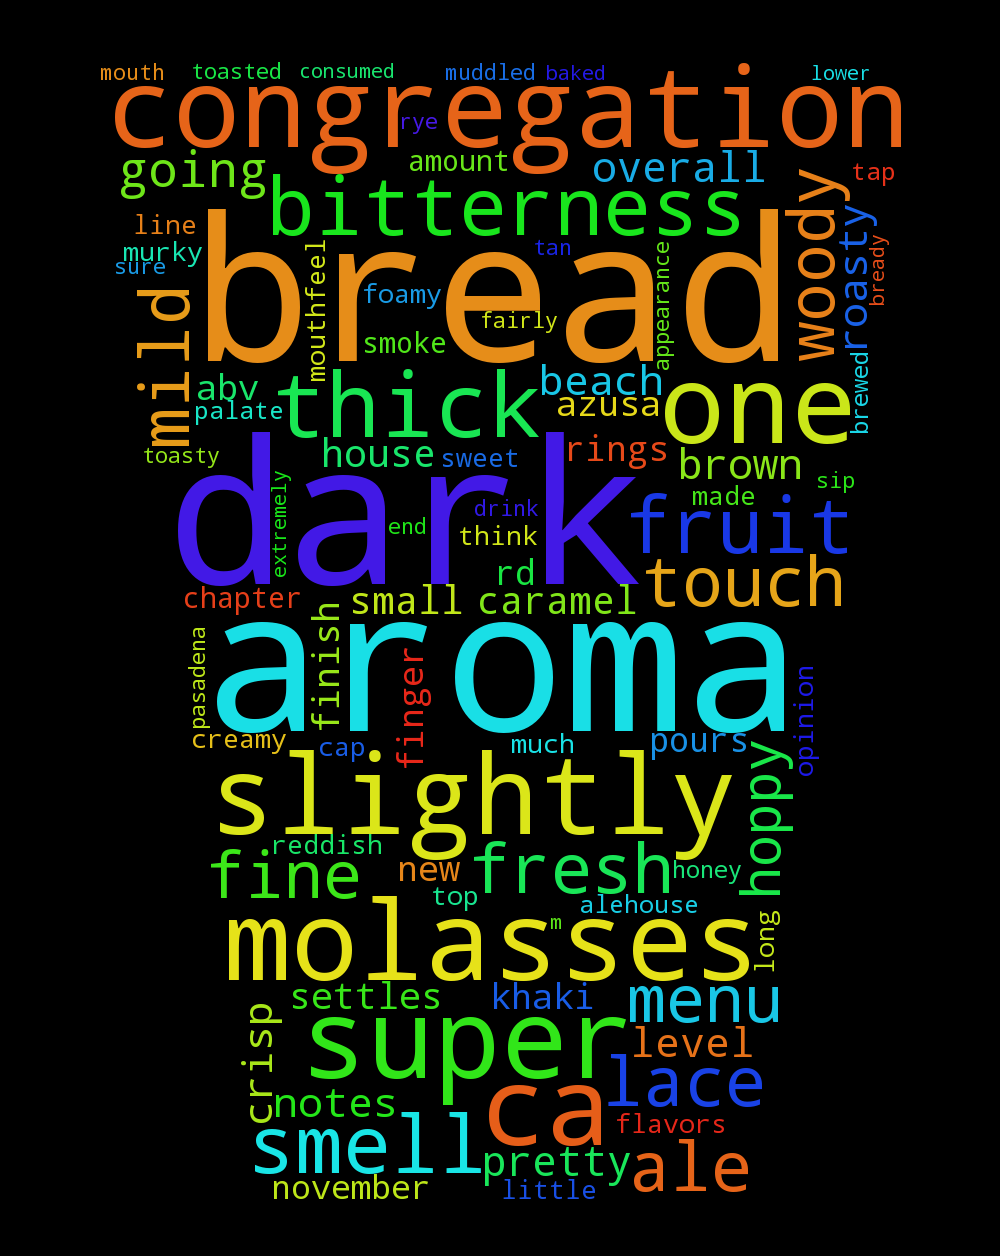 mouth toasted consumed muddled baked lower
congregation
rye
going amount overall tap
bitterness
woody
roasty
line
murky
sure
tan
bready
bread
mild
mouthfeel
foamy
fairly
appearance
smoke
brewed
abv
palate
thick
beach
azusa
one
toasty
house
sweet
rings
brown
sip
made
dark
extremely
end
drink
think
fruit
rd
touch
chapter
small
caramel
finish
finger
pasadena
aroma
opinion
creamy
cap
much
pours
hoppy
slightly
reddish
fine
new
fresh
honey
top
alehouse
m
long
molasses
settles
khaki
menu
crisp
super
level
lace
notes
ca
flavors
smell
pretty
ale
november
little